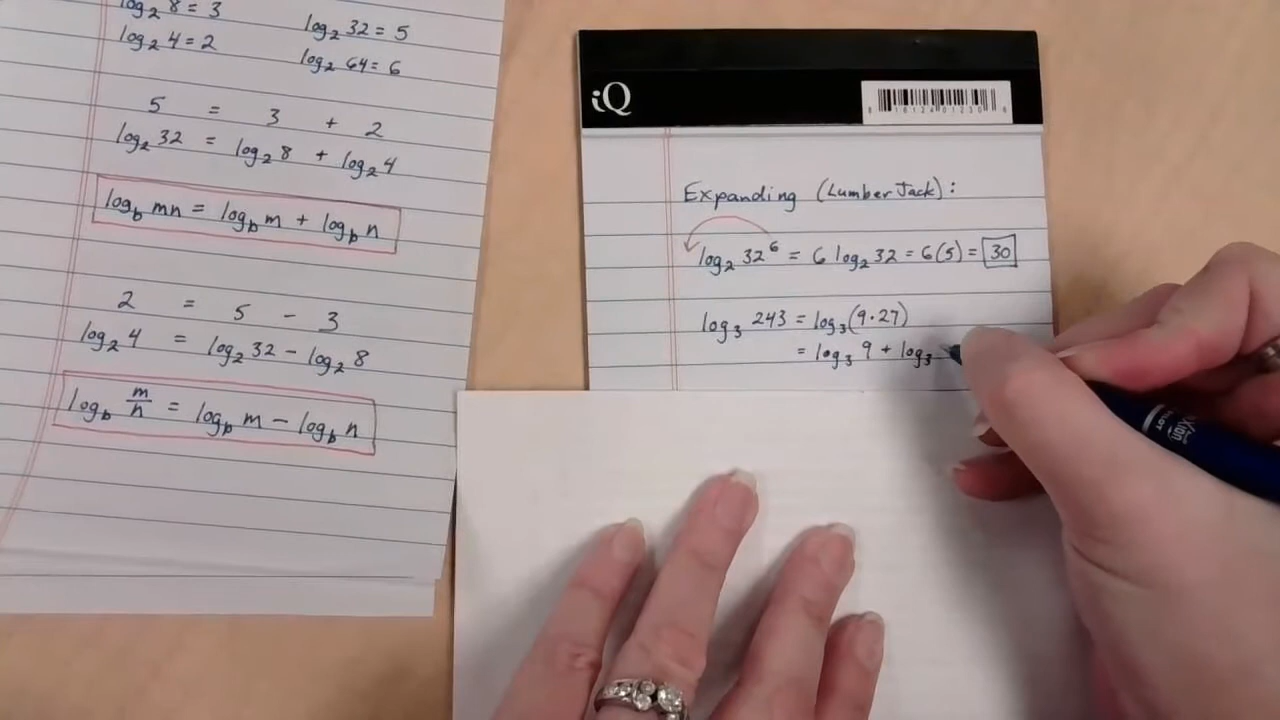 log₂ 8 = 3
log₂ 4 = 2
log₂ 32 = 5
log₂ 64 = 6
5 = 3 + 2
log₂ 32 = log₂ 8 + log₂ 4
log_b mn = log_b m + log_b n
2 = 5 - 3
log₂ 4 = log₂ 32 - log₂ 8
log_b m/n = log_b m - log_b n
iQ
Expanding (LumberJack):
log₂ 32⁶ = 6 log₂ 32 = 6(5) = 30
log₃ 243 = log₃(9·27)
= log₃ 9 + log₃